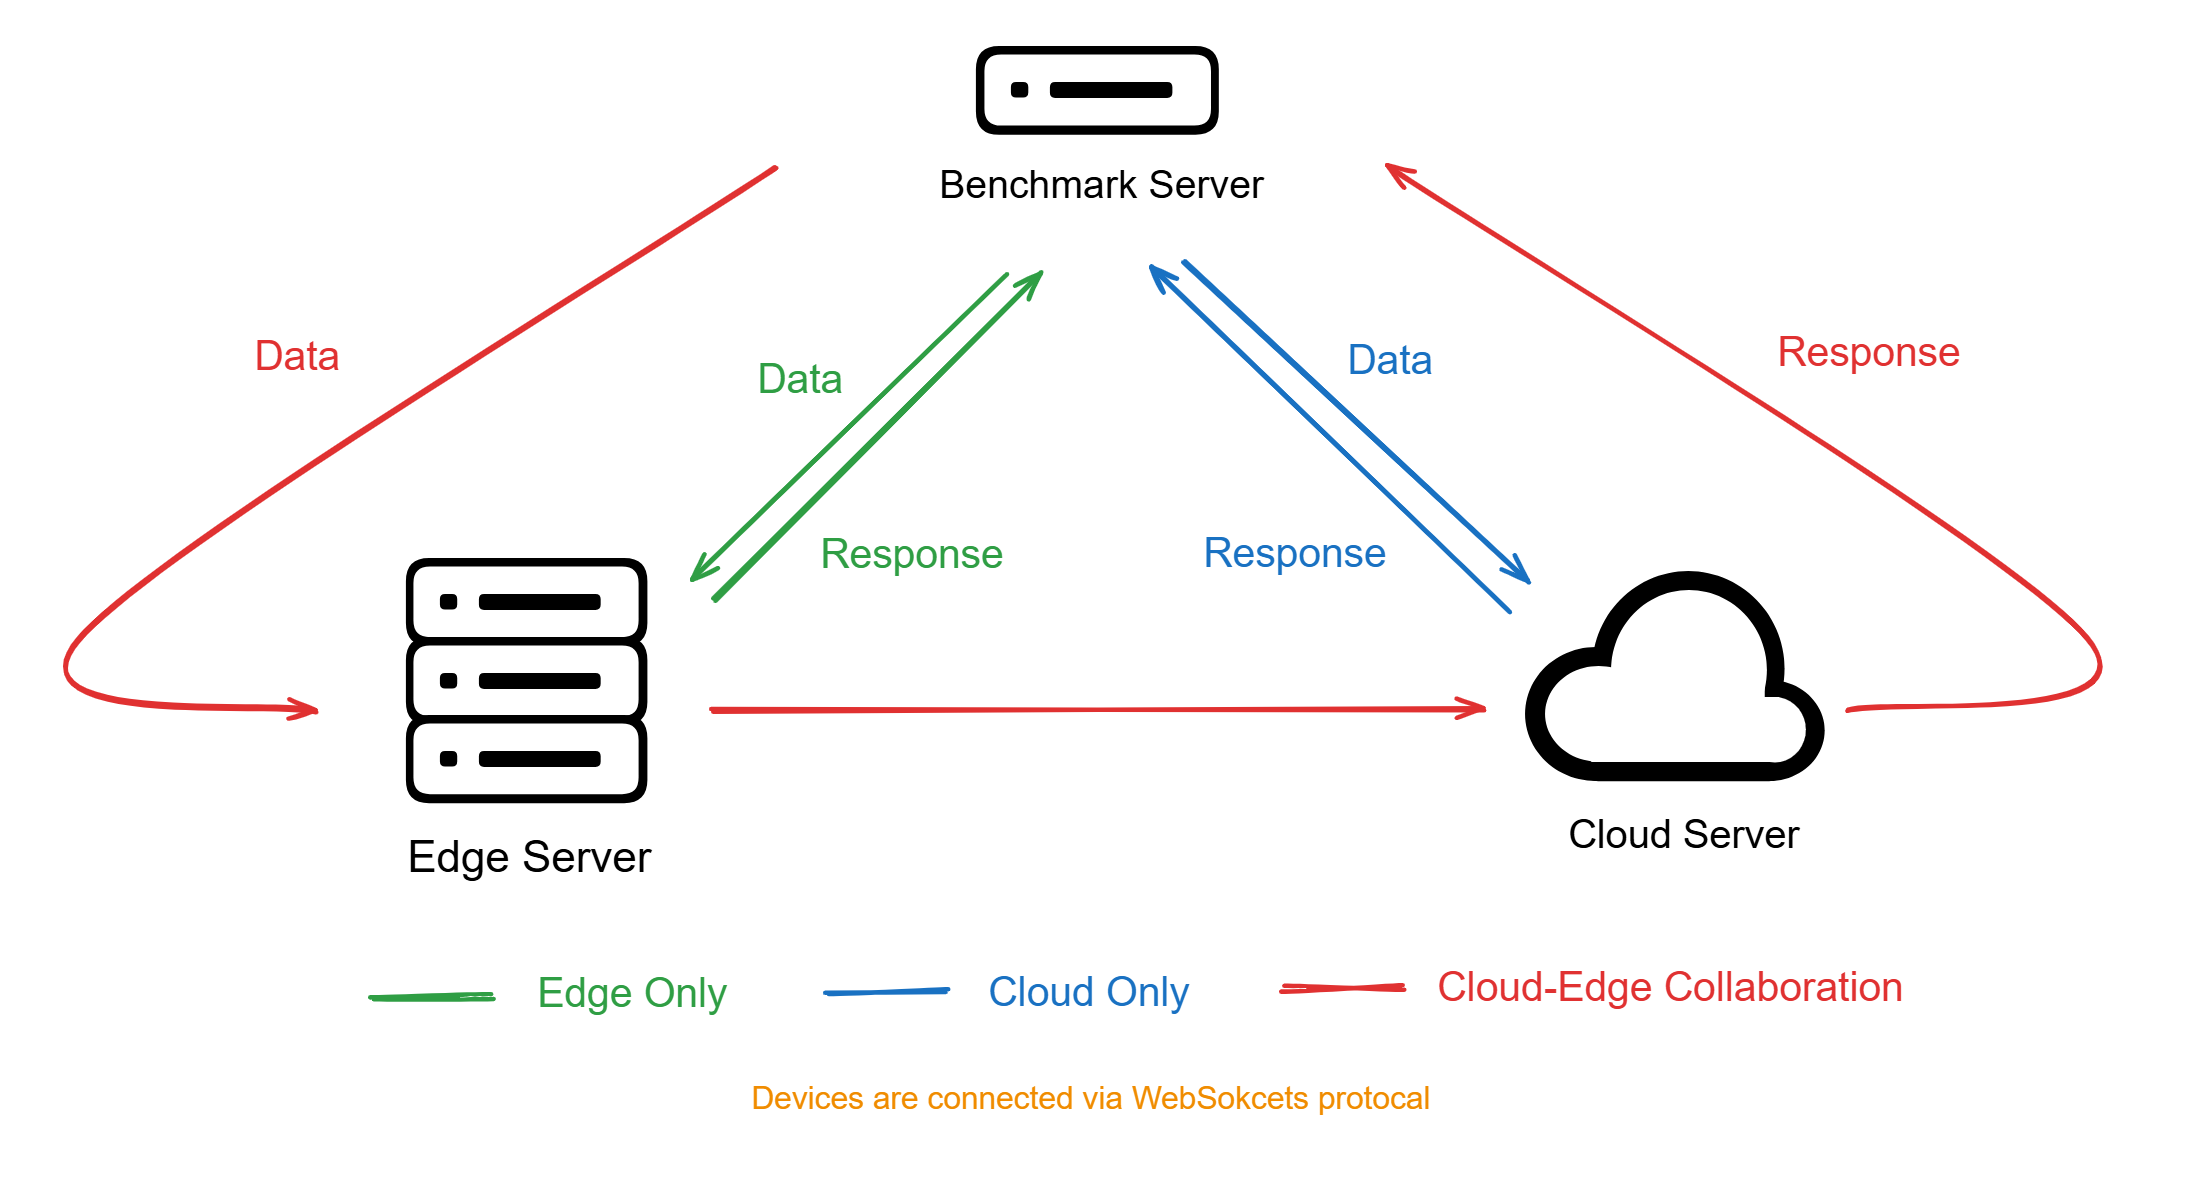 Benchmark Server
Data
Data
Data
Response
Response
Response
Edge Server
Cloud Server
Edge Only
Cloud Only
Cloud-Edge Collaboration
Devices are connected via WebSokcets protocal